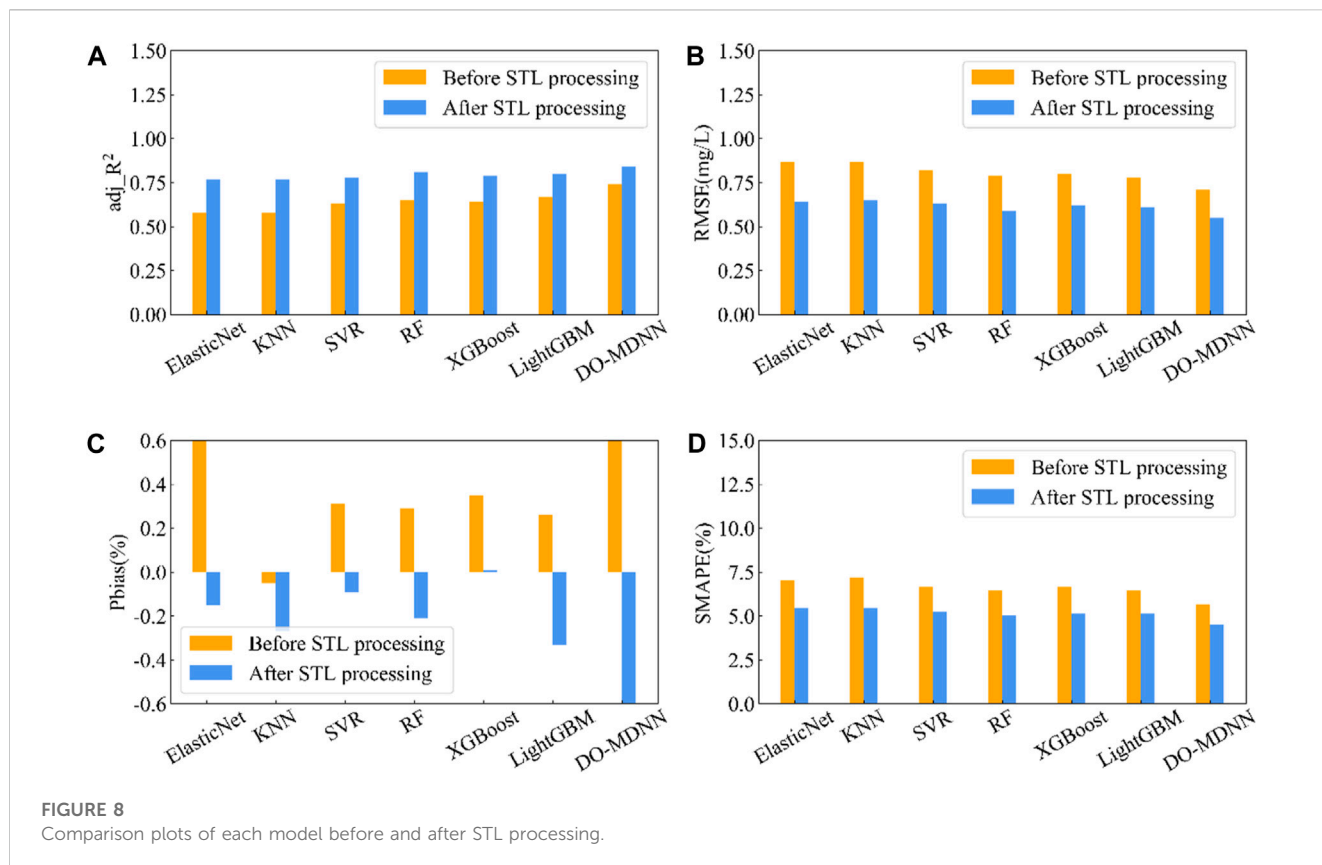 A
1.50
1.25
1.00
0.75
0.50
0.25
0.00
adj_R²
Before STL processing
After STL processing
ElasticNet
KNN
SVR
RF
XGBoost
LightGBM
DO-MDNN
B
1.50
1.25
1.00
0.75
0.50
0.25
0.00
RMSE(mg/L)
Before STL processing
After STL processing
ElasticNet
KNN
SVR
RF
XGBoost
LightGBM
DO-MDNN
C
0.6
0.4
0.2
0.0
-0.2
-0.4
-0.6
Pbias(%)
Before STL processing
After STL processing
ElasticNet
KNN
SVR
RF
XGBoost
LightGBM
DO-MDNN
D
15.0
12.5
10.0
7.5
5.0
2.5
0.0
SMAPE(%)
Before STL processing
After STL processing
ElasticNet
KNN
SVR
RF
XGBoost
LightGBM
DO-MDNN
FIGURE 8
Comparison plots of each model before and after STL processing.